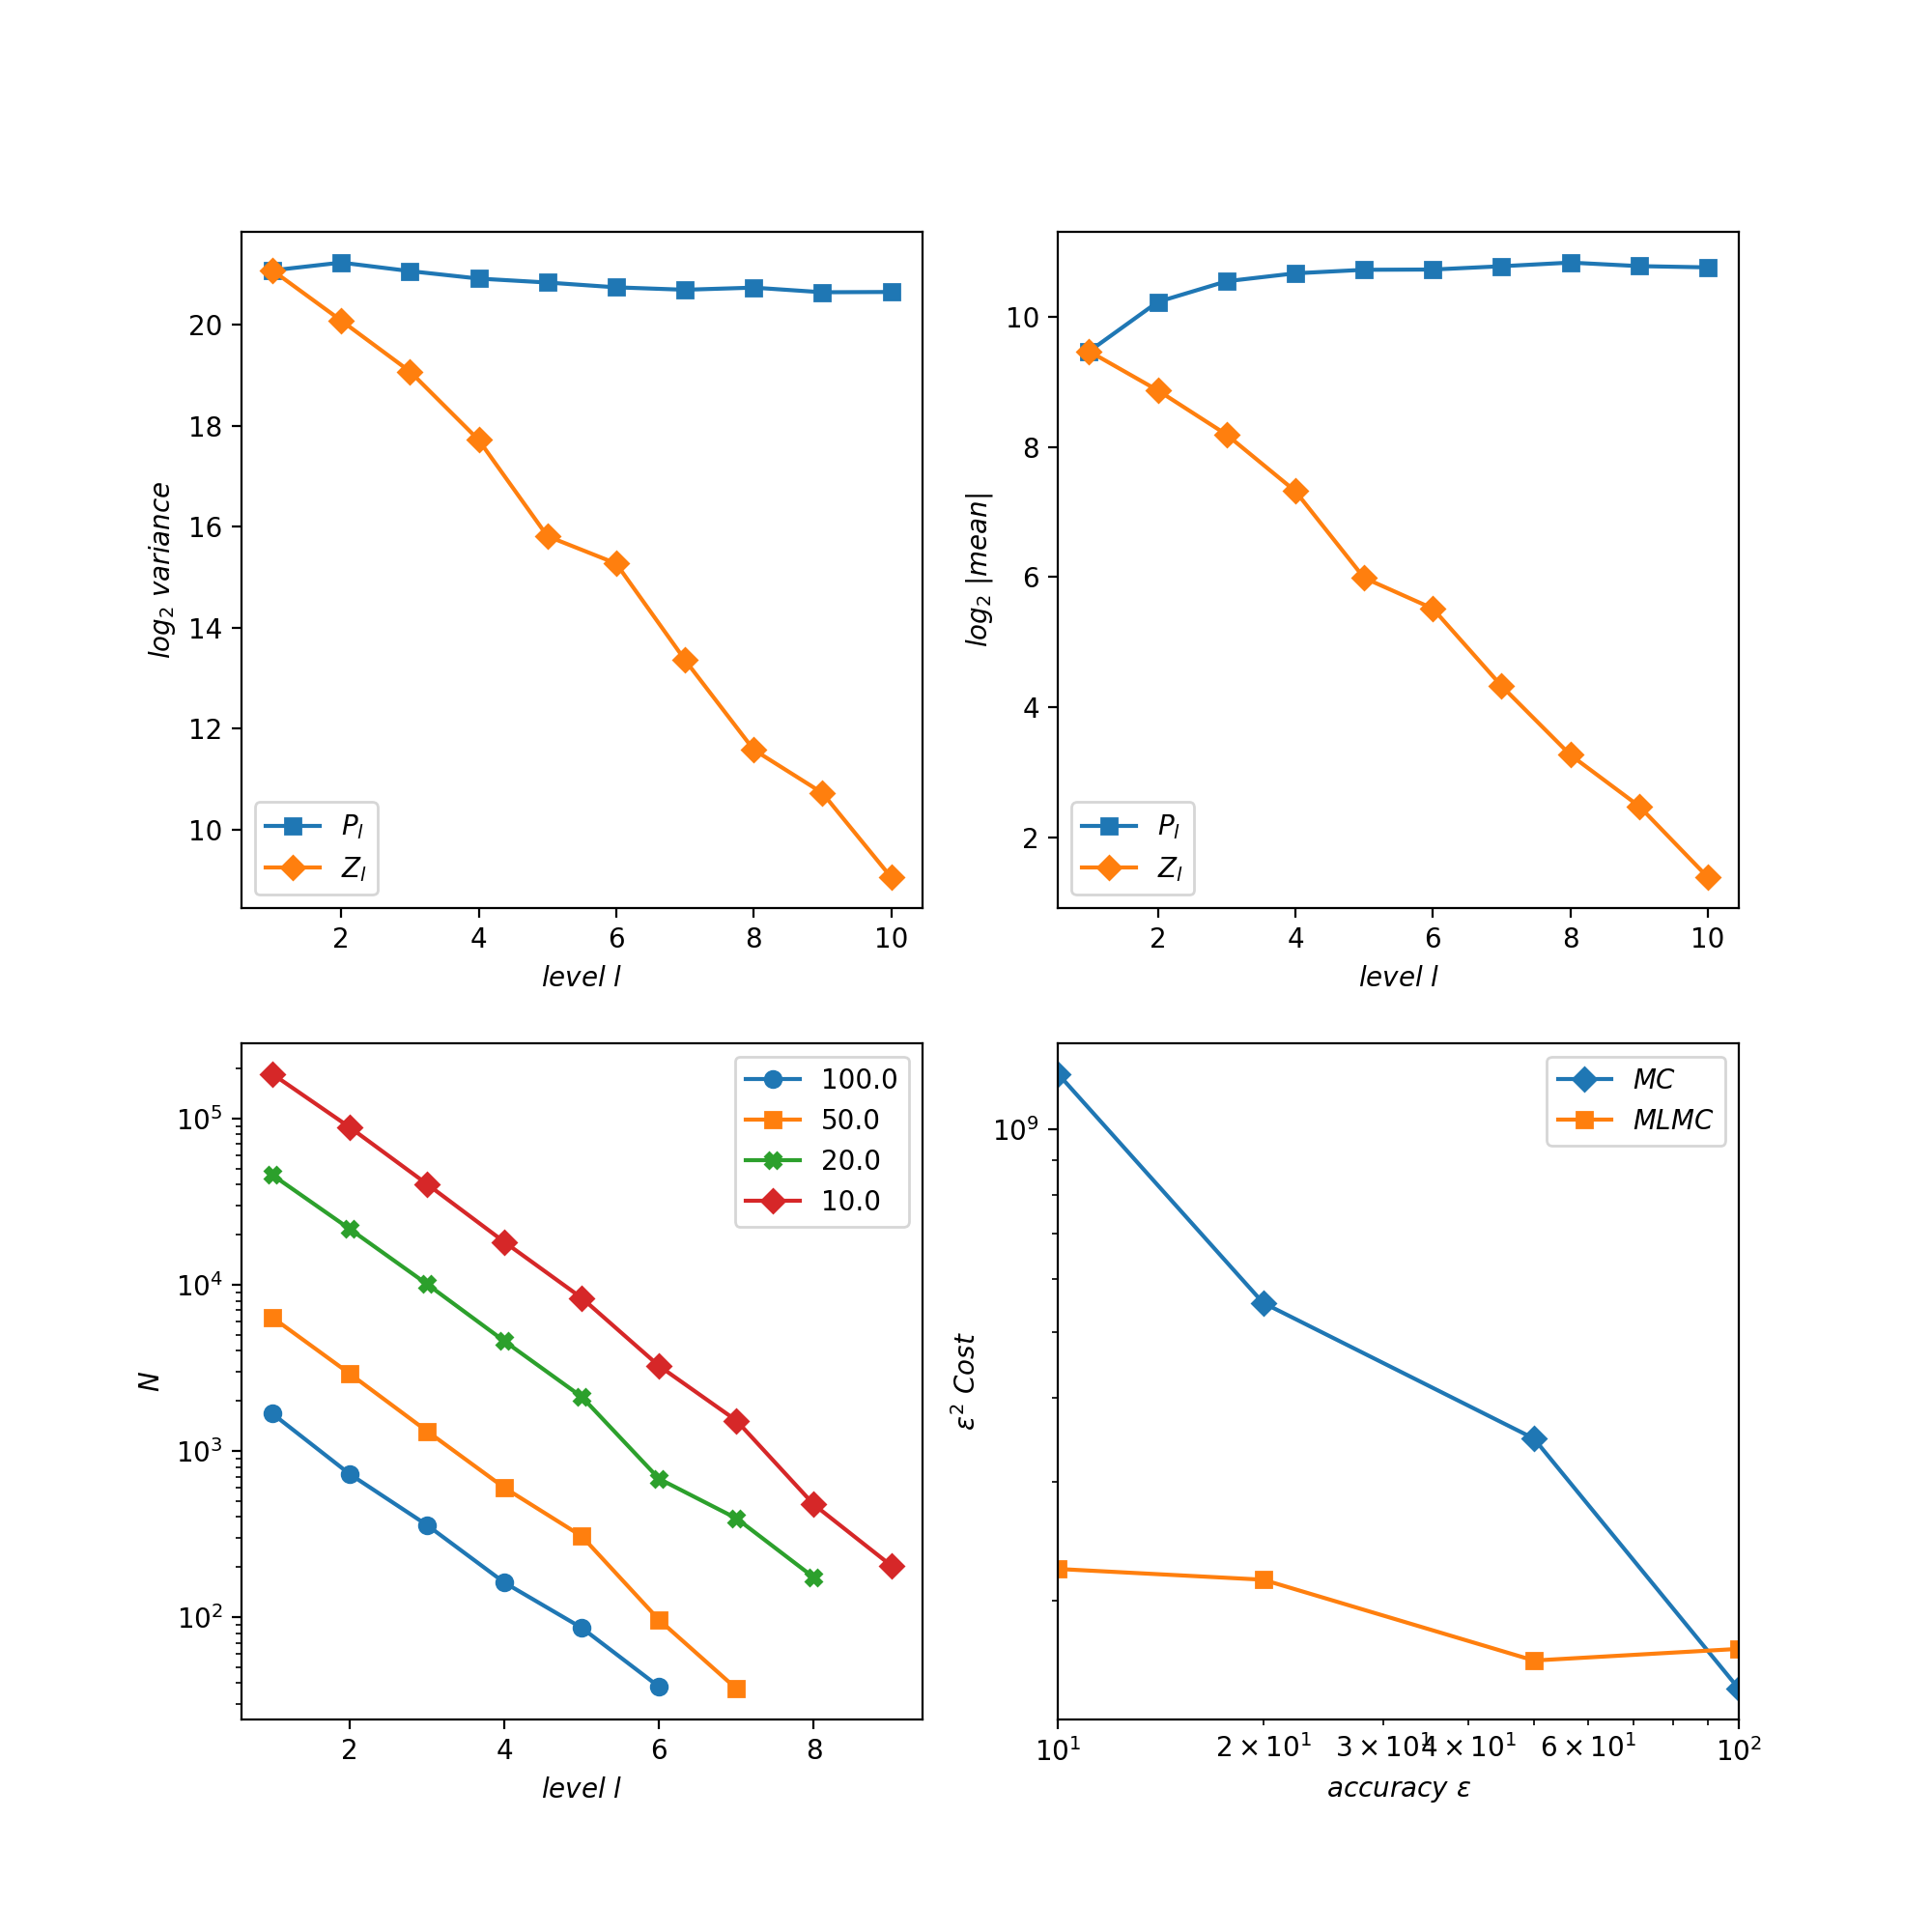 20
18
16
14
12
10
log₂ variance
P_l
Z_l
2 4 6 8 10
level l
10
8
6
4
2
log₂ |mean|
P_l
Z_l
2 4 6 8 10
level l
10⁵
10⁴
10³
10²
N
100.0
50.0
20.0
10.0
2 4 6 8
level l
10⁹
ε² Cost
MC
MLMC
10¹ 2×10¹ 3×10¹ 4×10¹ 6×10¹ 10²
accuracy ε